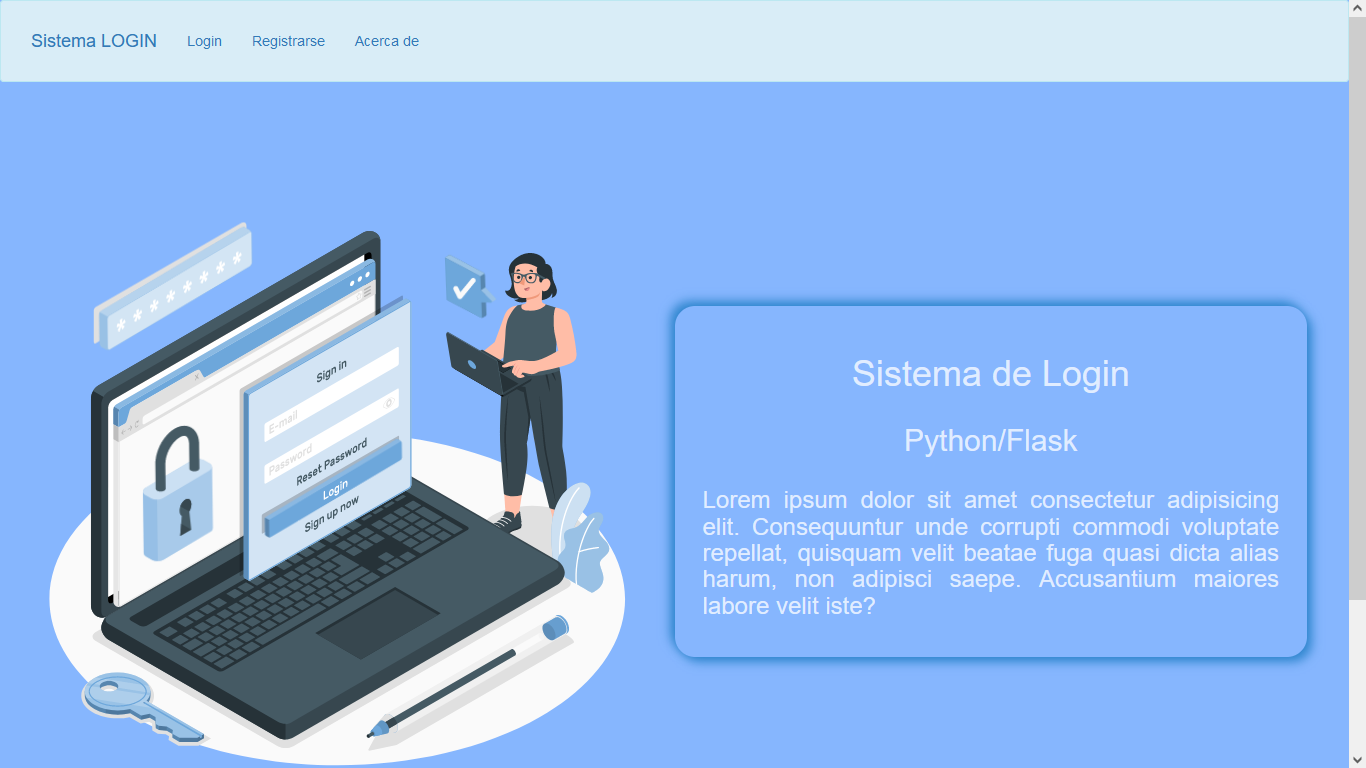 Sistema LOGIN Login Registrarse Acerca de
* * * * * * *
Sign in
E-mail
Password
Reset Password
Login
Sign up now
Sistema de Login
Python/Flask
Lorem ipsum dolor sit amet consectetur adipisicing
elit. Consequuntur unde corrupti commodi voluptate
repellat, quisquam velit beatae fuga quasi dicta alias
harum, non adipisci saepe. Accusantium maiores
labore velit iste?